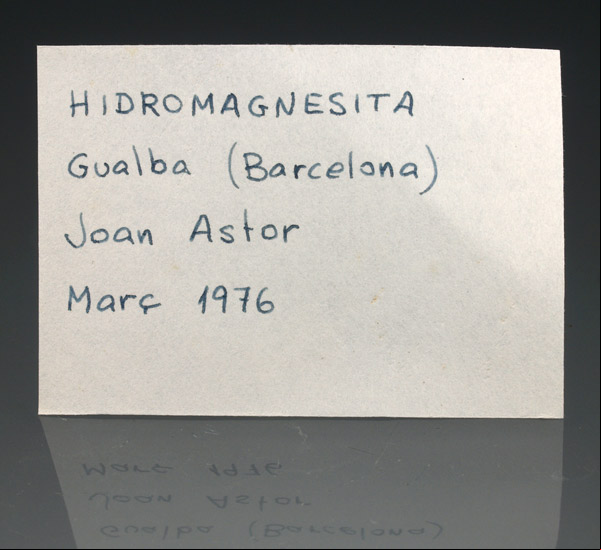 HIDROMAGNESITA
Gualba (Barcelona)
Joan Astor
Març 1976